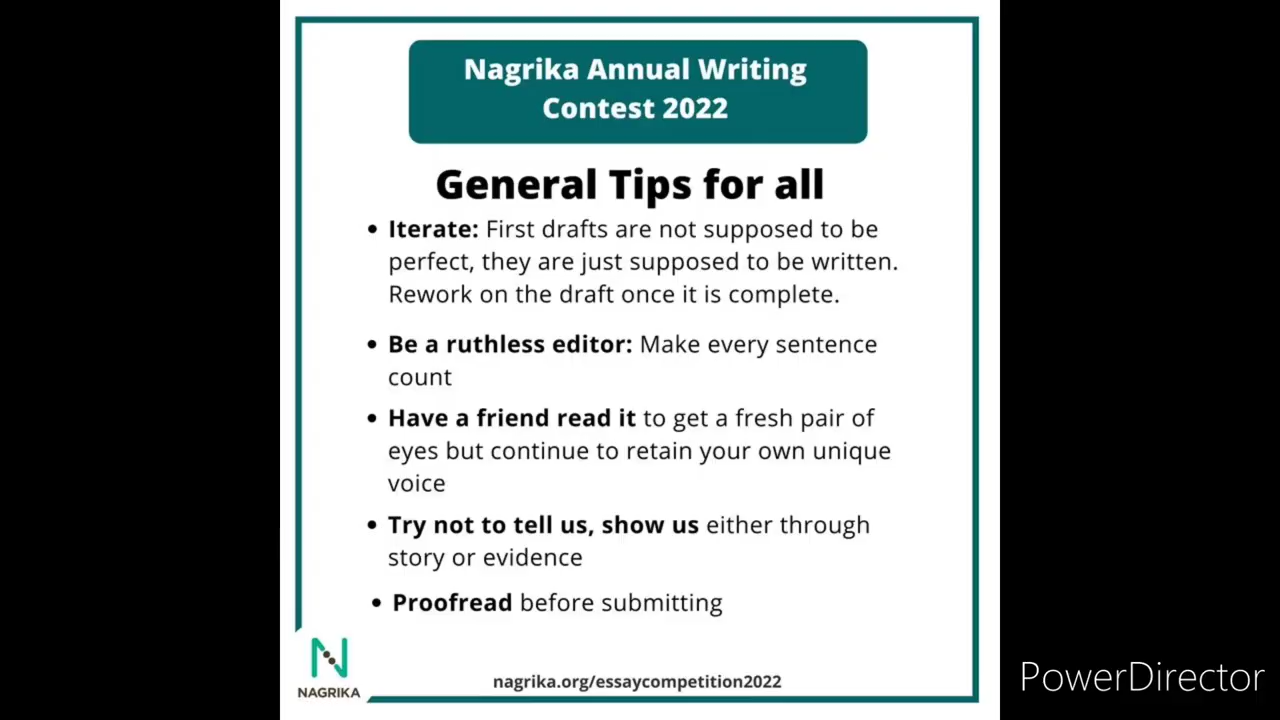 Nagrika Annual Writing
Contest 2022
General Tips for all
• Iterate: First drafts are not supposed to be
perfect, they are just supposed to be written.
Rework on the draft once it is complete.
• Be a ruthless editor: Make every sentence
count
• Have a friend read it to get a fresh pair of
eyes but continue to retain your own unique
voice
• Try not to tell us, show us either through
story or evidence
• Proofread before submitting
NAGRIKA
nagrika.org/essaycompetition2022
PowerDirector